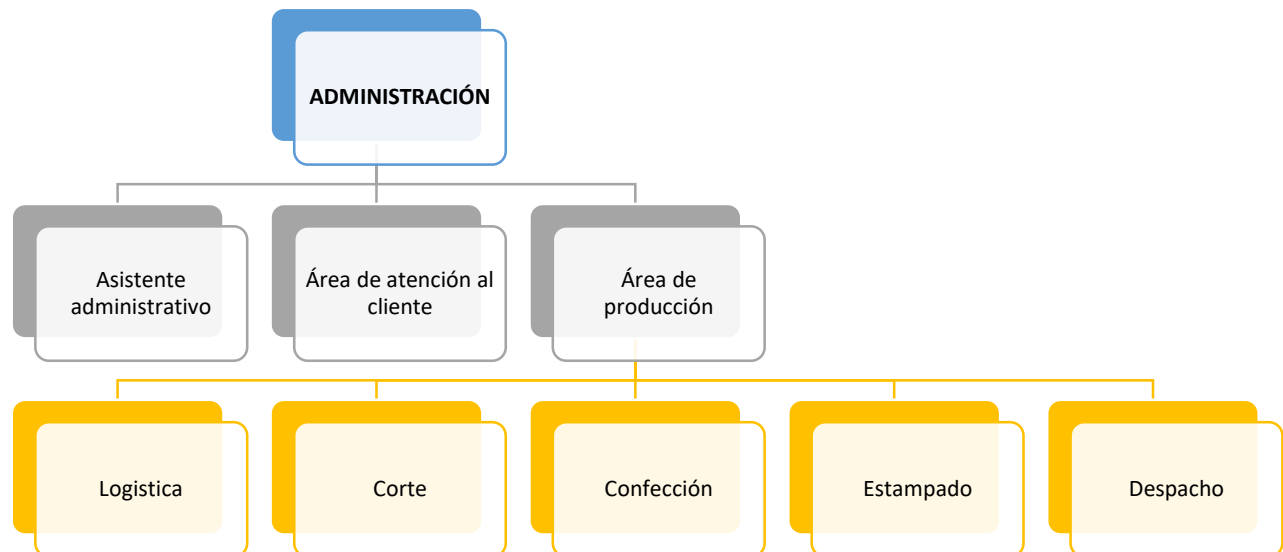 ADMINISTRACIÓN
Asistente
administrativo
Área de atención al
cliente
Área de
producción
Logistica
Corte
Confección
Estampado
Despacho